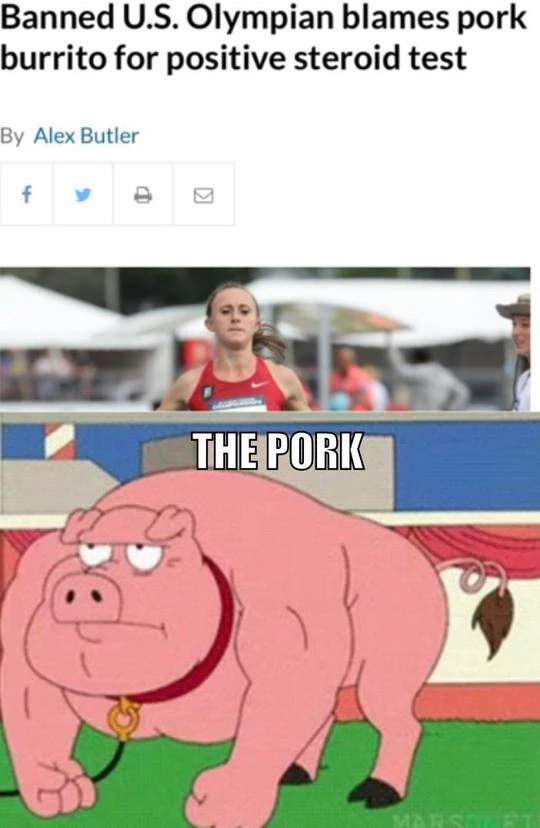 Banned U.S. Olympian blames pork
burrito for positive steroid test
By Alex Butler
THE PORK